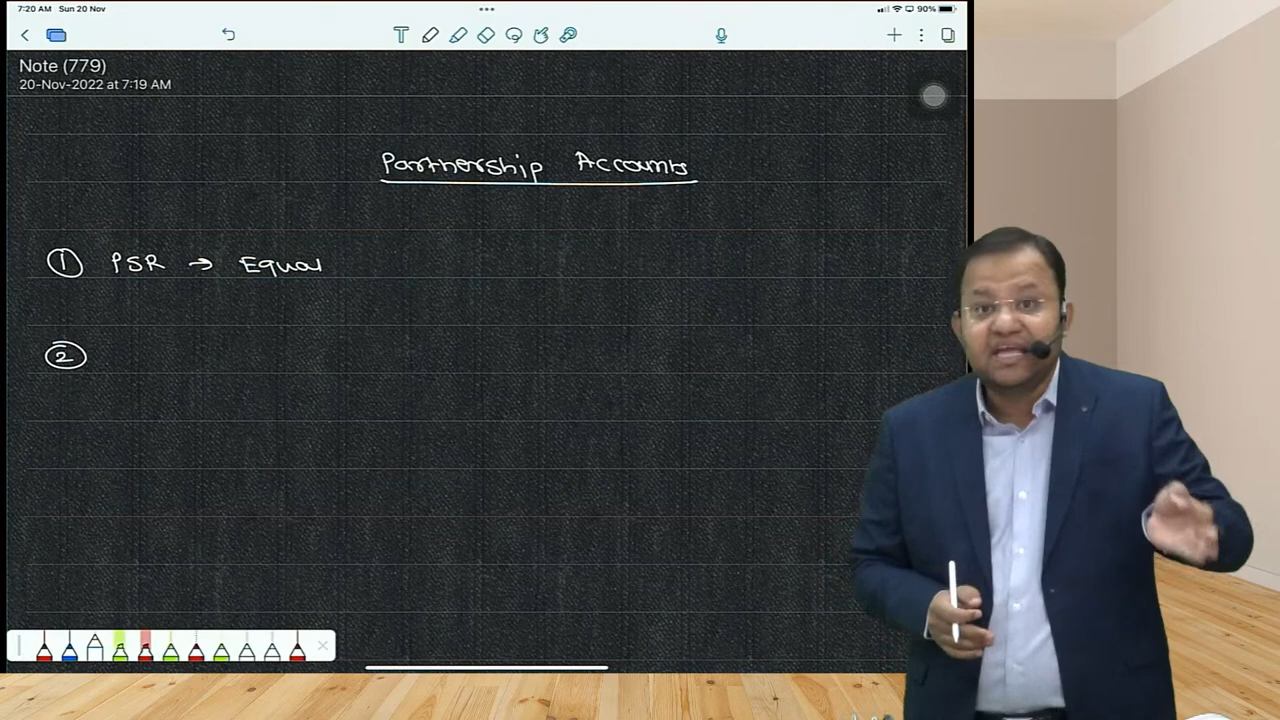 7:20 AM Sun 20 Nov
90%
Note (779)
20-Nov-2022 at 7:19 AM
Partnership Accounts
① PSR → Equal
②